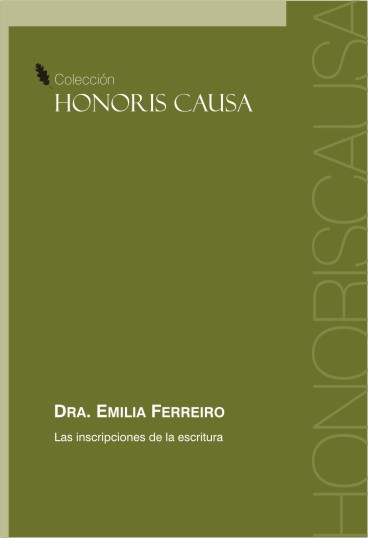 Colección
HONORIS CAUSA
HONORISCAUSA
DRA. EMILIA FERREIRO
Las inscripciones de la escritura